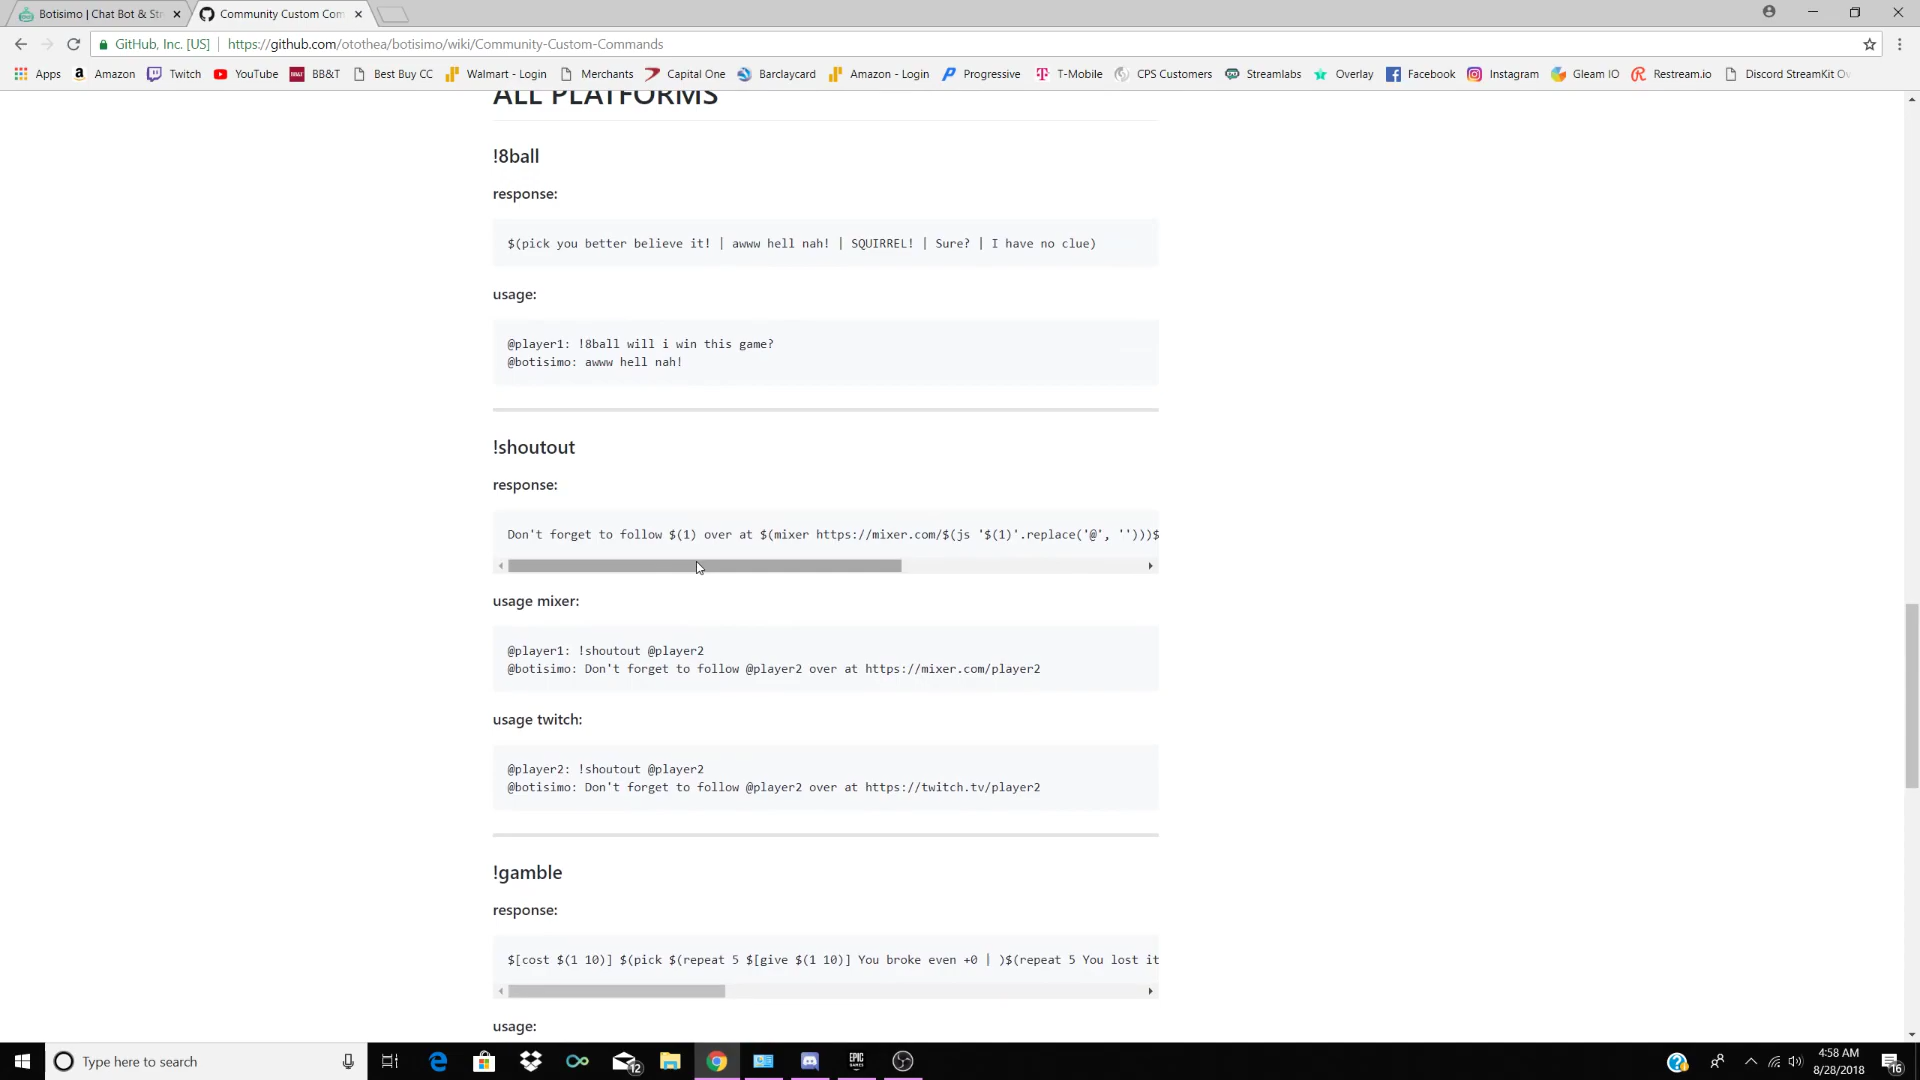 Botisimo | Chat Bot & Str
Community Custom Com
GitHub, Inc. [US]
https://github.com/otothea/botisimo/wiki/Community-Custom-Commands
Apps
Amazon
Twitch
YouTube
BB&T
Best Buy CC
Walmart - Login
Merchants
Capital One
Barclaycard
Amazon - Login
Progressive
T-Mobile
CPS Customers
Streamlabs
Overlay
Facebook
Instagram
Gleam IO
Restream.io
Discord StreamKit Ov
ALL PLATFORMS
!8ball
response:
$(pick you better believe it! | awww hell nah! | SQUIRREL! | Sure? | I have no clue)
usage:
@player1: !8ball will i win this game?
@botisimo: awww hell nah!
!shoutout
response:
Don't forget to follow $(1) over at $(mixer https://mixer.com/$(js '$(1)'.replace('@', '')))$
usage mixer:
@player1: !shoutout @player2
@botisimo: Don't forget to follow @player2 over at https://mixer.com/player2
usage twitch:
@player2: !shoutout @player2
@botisimo: Don't forget to follow @player2 over at https://twitch.tv/player2
!gamble
response:
$[cost $(1 10)] $(pick $(repeat 5 $[give $(1 10)] You broke even +0 | )$(repeat 5 You lost it
usage:
Type here to search
12
EPIC GAMES
4:58 AM
8/28/2018
16